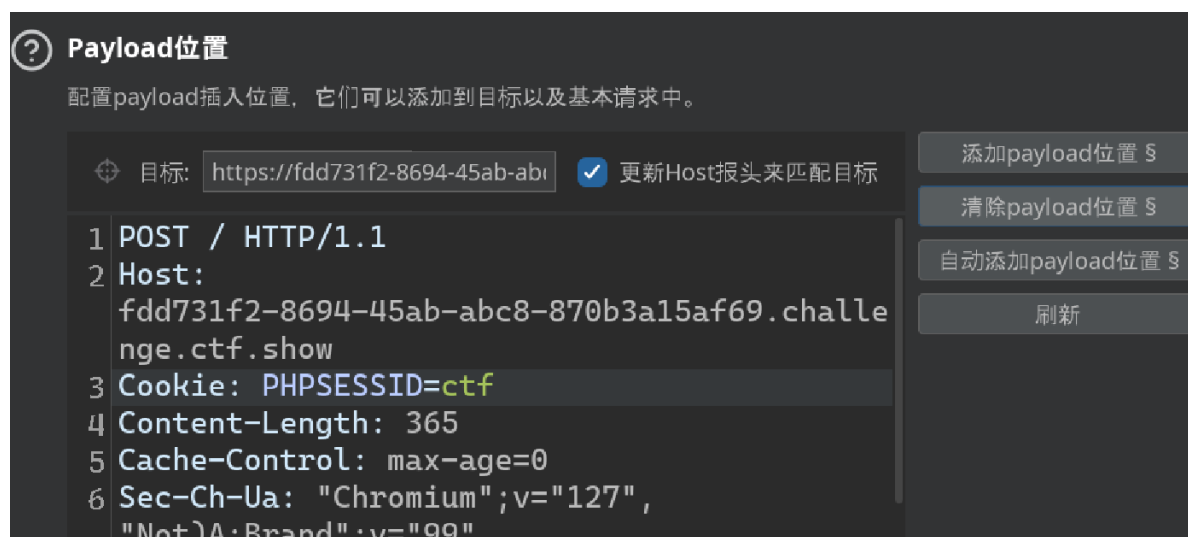 Payload位置
配置payload插入位置，它们可以添加到目标以及基本请求中。
目标: https://fdd731f2-8694-45ab-ab 更新Host报头来匹配目标
添加payload位置 §
清除payload位置 §
自动添加payload位置 §
刷新
1 POST / HTTP/1.1
2 Host:
fdd731f2-8694-45ab-abc8-870b3a15af69.challe
nge.ctf.show
3 Cookie: PHPSESSID=ctf
4 Content-Length: 365
5 Cache-Control: max-age=0
6 Sec-Ch-Ua: "Chromium";v="127",
"Not)A;Brand";v="99"